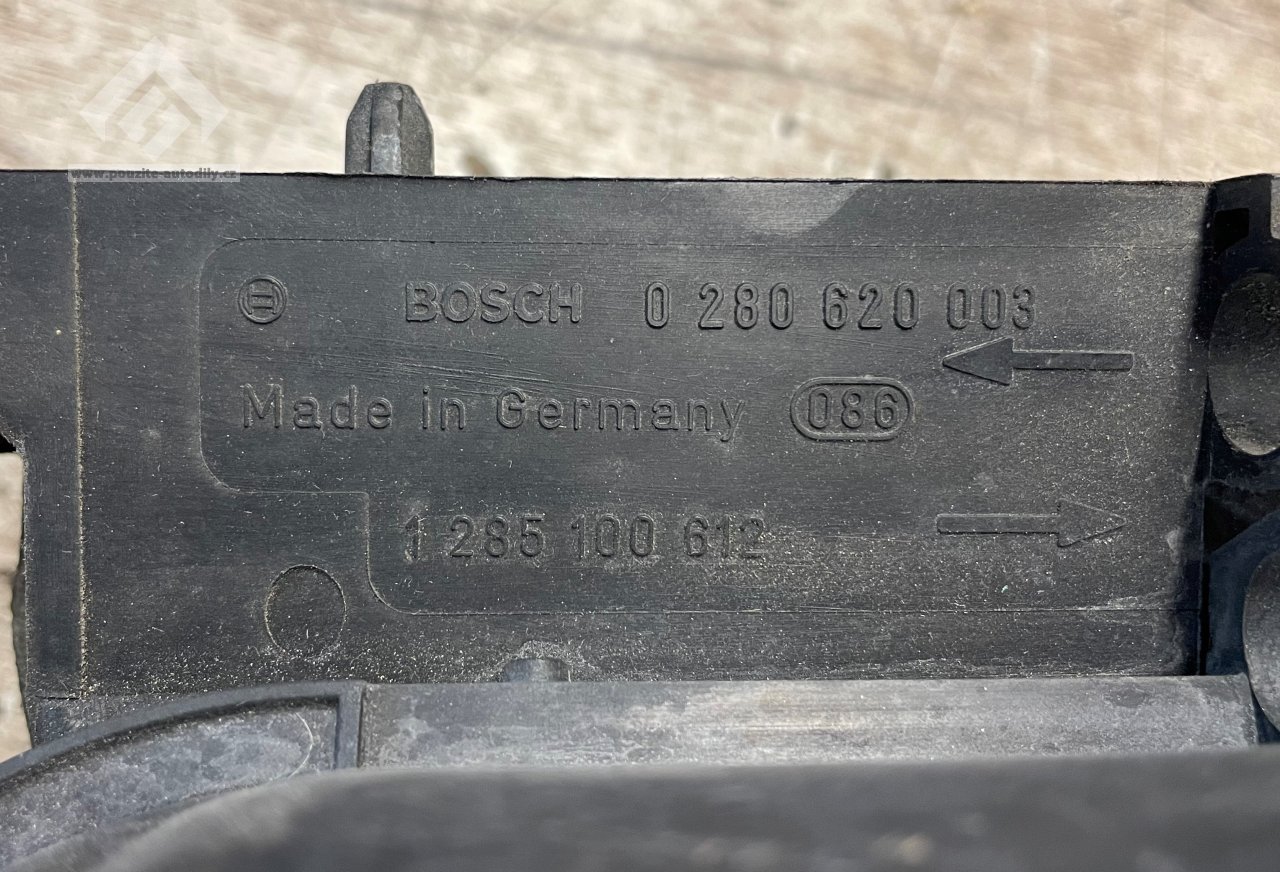 www.pouzite-autodily.cz
BOSCH 0 280 620 003
Made in Germany 086
1 285 100 612